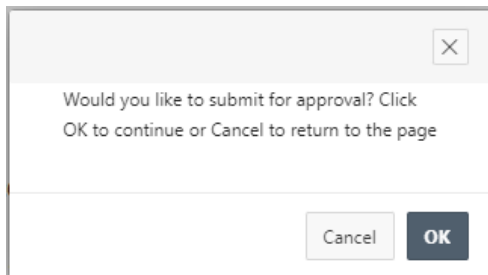 Would you like to submit for approval? Click
OK to continue or Cancel to return to the page
Cancel
OK